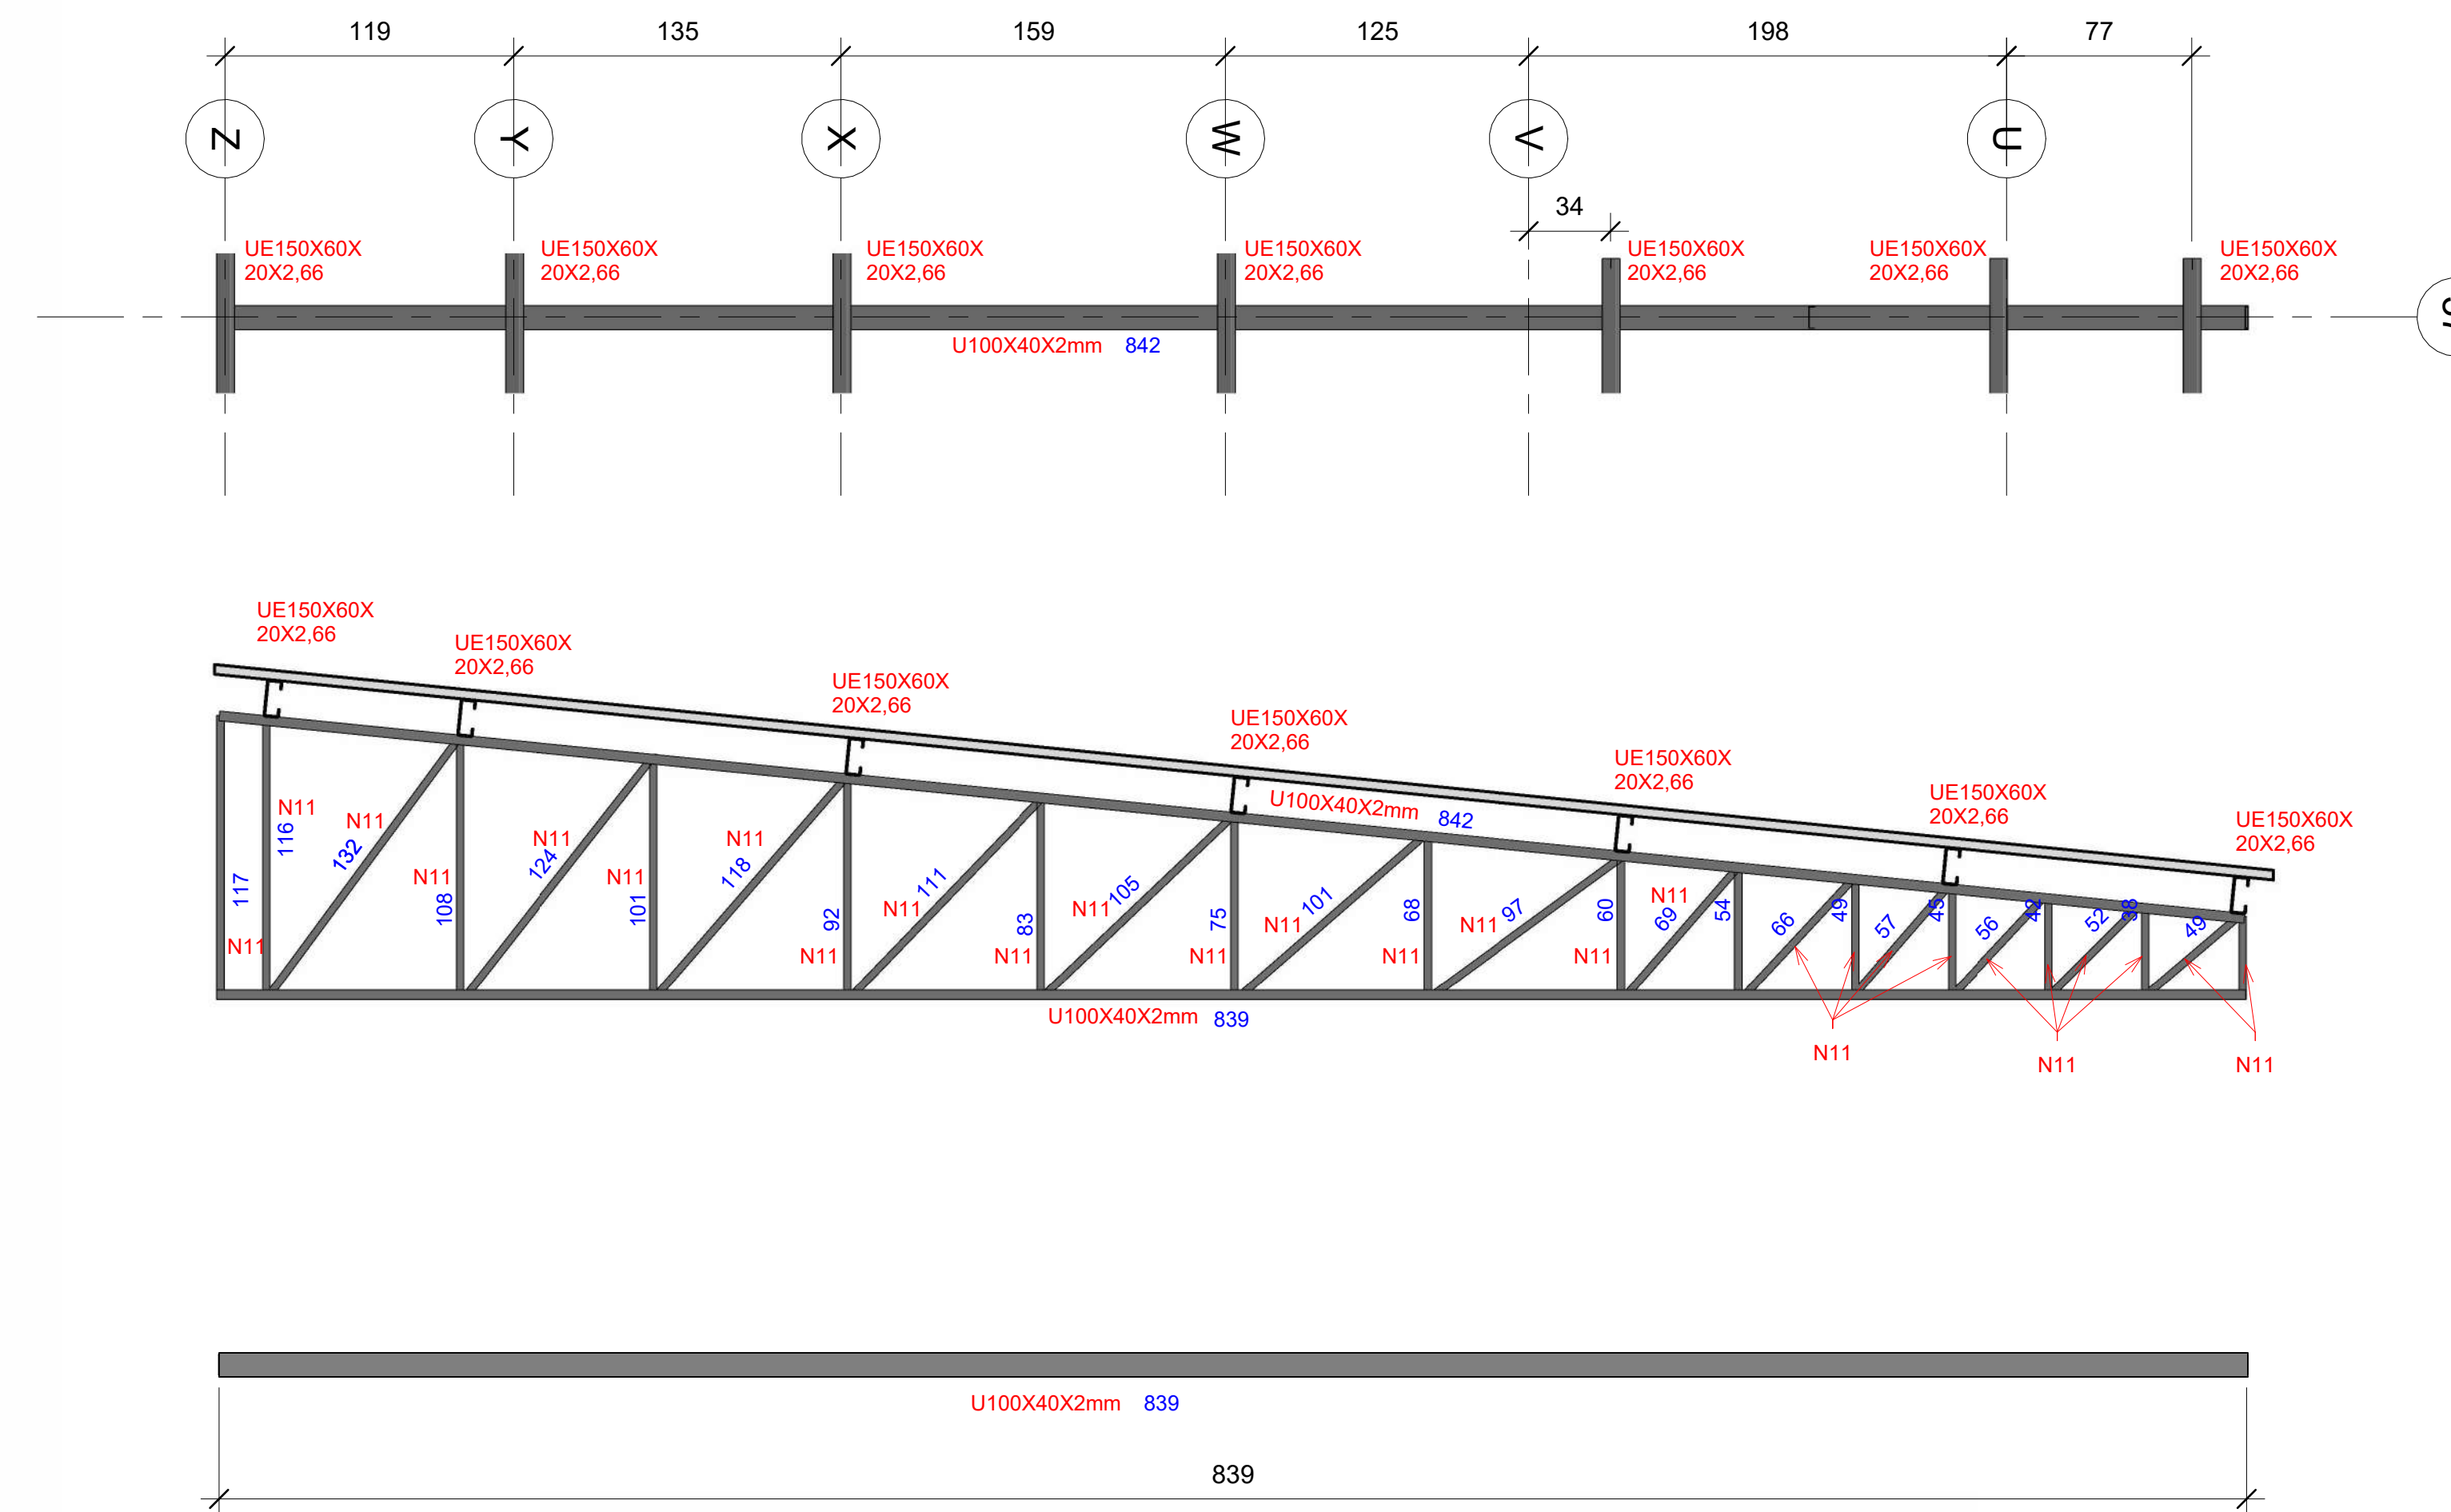 119
135
159
125
198
77
Z
Y
X
W
V
U
34
UE150X60X
20X2,66
UE150X60X
20X2,66
UE150X60X
20X2,66
UE150X60X
20X2,66
UE150X60X
20X2,66
UE150X60X
20X2,66
UE150X60X
20X2,66
U100X40X2mm 842
UE150X60X
20X2,66
UE150X60X
20X2,66
UE150X60X
20X2,66
UE150X60X
20X2,66
UE150X60X
20X2,66
UE150X60X
20X2,66
UE150X60X
20X2,66
U100X40X2mm 842
117
N11
116
N11
132
N11
108
N11
124
N11
101
N11
118
N11
92
N11
111
N11
83
N11
105
N11
75
N11
101
N11
68
N11
97
N11
60
N11
69
N11
54
66
49
57
45
56
42
52
38
49
N11
N11
N11
U100X40X2mm 839
U100X40X2mm 839
839